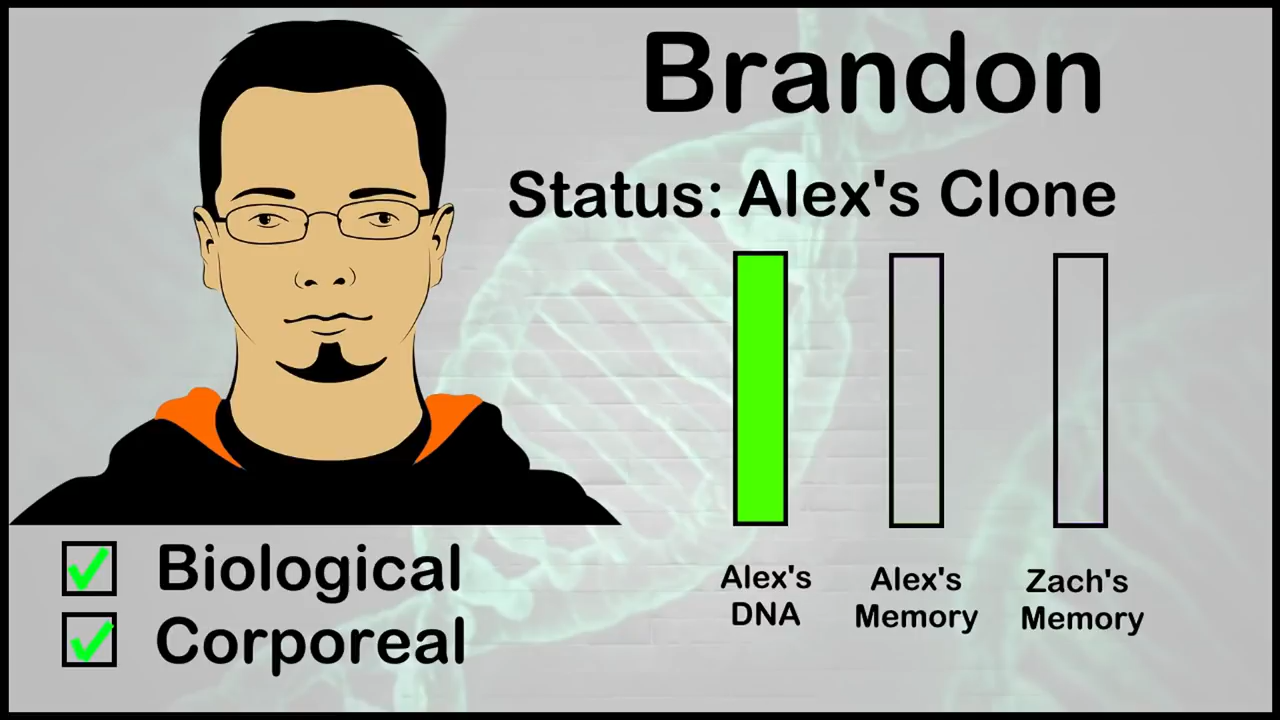 Brandon
Status: Alex's Clone
Alex's
DNA
Alex's
Memory
Zach's
Memory
Biological
Corporeal